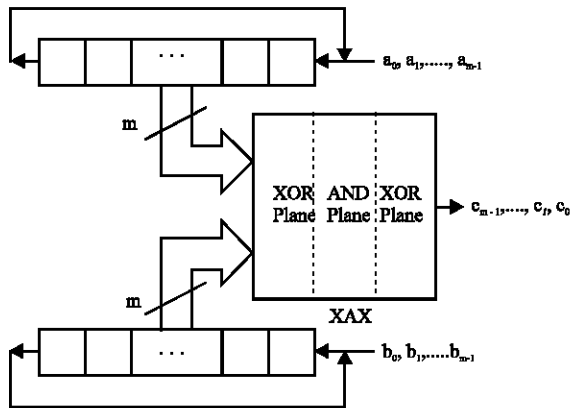 ...
a₀, a₁,....., aₘ₋₁
m
XOR Plane
AND Plane
XOR Plane
cₘ₋₁,...., c₁, c₀
m
XAX
...
b₀, b₁,.....bₘ₋₁